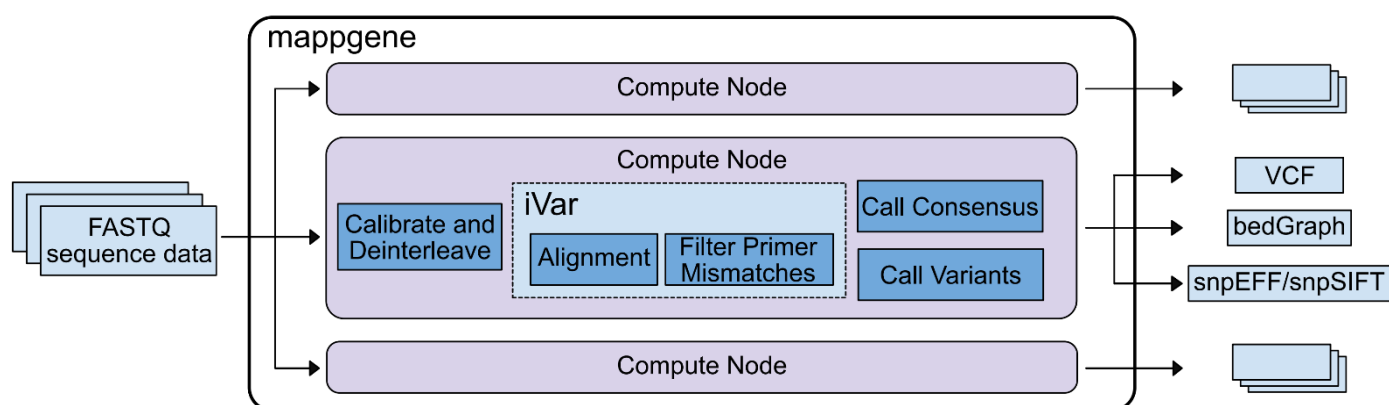 mappgene
Compute Node
Compute Node
FASTQ
sequence data
Calibrate and
Deinterleave
iVar
Alignment
Filter Primer
Mismatches
Call Consensus
Call Variants
VCF
bedGraph
snpEFF/snpSIFT
Compute Node